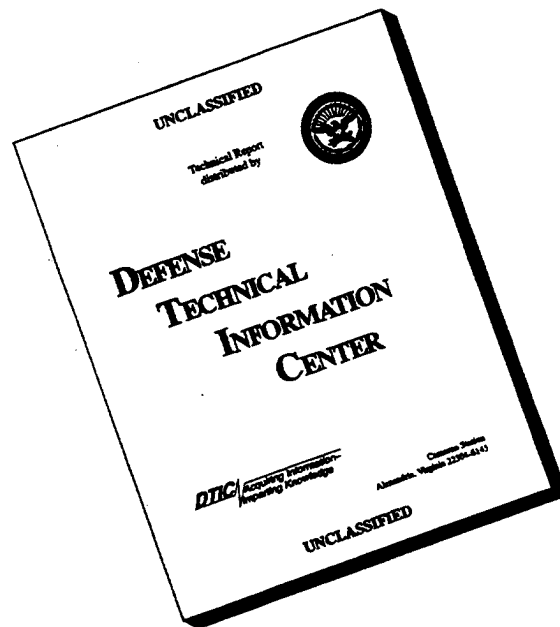 UNCLASSIFIED
Technical Report
distributed by
DEFENSE
TECHNICAL
INFORMATION
CENTER
DTIC Acquiring Information-
Imparting Knowledge
Cameron Station
Alexandria, Virginia 22304-6145
UNCLASSIFIED